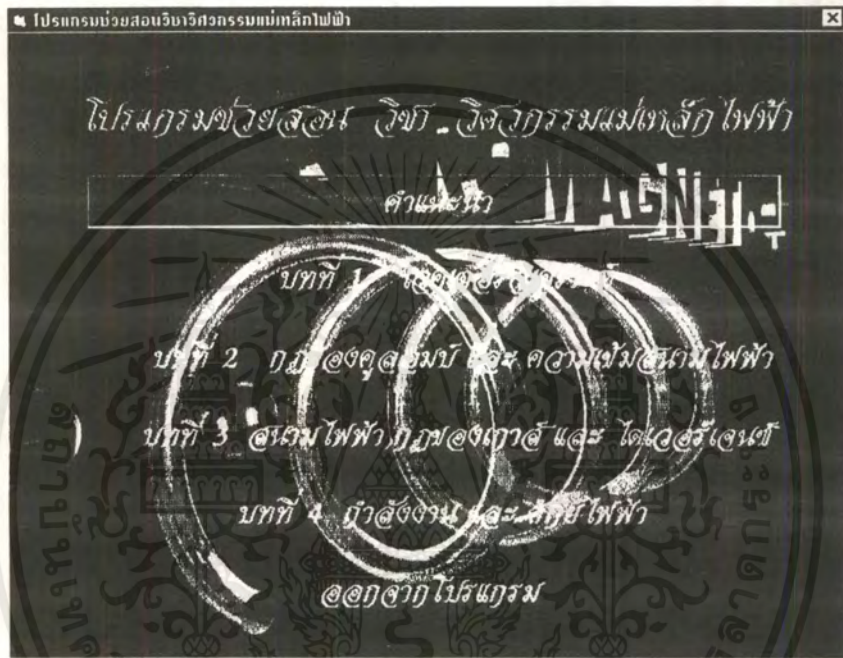 โปรแกรมช่วยสอนวิชาวิศวกรรมแม่เหล็กไฟฟ้า
โปรแกรมช่วยสอน วิชา วิศวกรรมแม่เหล็กไฟฟ้า
MAGNET
คำแนะนำ
บทที่ 1
บทที่ 2 กฎของคูลอมบ์ และ ความเข้มสนามไฟฟ้า
บทที่ 3 สนามไฟฟ้า กฎของเกาส์ และ ไดเวอร์เจนซ์
บทที่ 4 กำลังงาน และ ศักย์ไฟฟ้า
ออกจากโปรแกรม